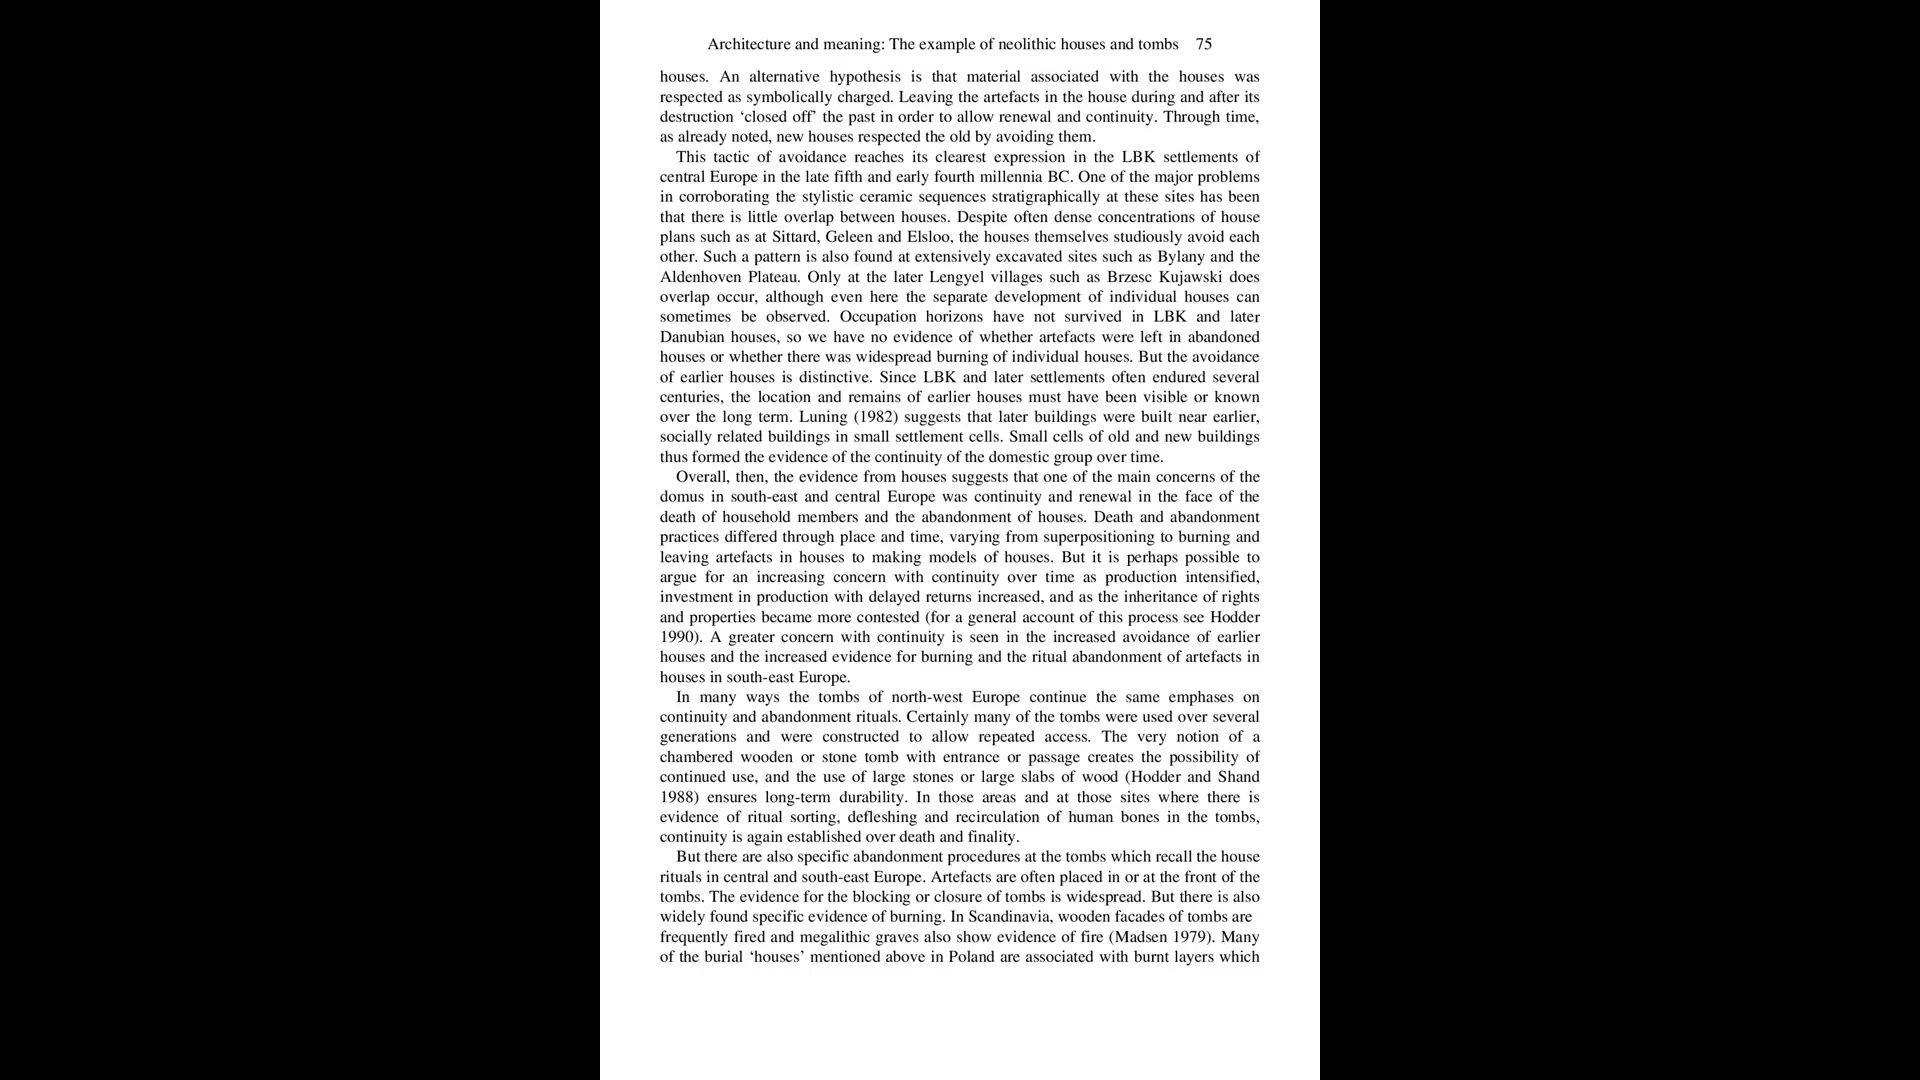 Architecture and meaning: The example of neolithic houses and tombs 75
houses. An alternative hypothesis is that material associated with the houses was
respected as symbolically charged. Leaving the artefacts in the house during and after its
destruction ‘closed off’ the past in order to allow renewal and continuity. Through time,
as already noted, new houses respected the old by avoiding them.
This tactic of avoidance reaches its clearest expression in the LBK settlements of
central Europe in the late fifth and early fourth millennia BC. One of the major problems
in corroborating the stylistic ceramic sequences stratigraphically at these sites has been
that there is little overlap between houses. Despite often dense concentrations of house
plans such as at Sittard, Geleen and Elsloo, the houses themselves studiously avoid each
other. Such a pattern is also found at extensively excavated sites such as Bylany and the
Aldenhoven Plateau. Only at the later Lengyel villages such as Brzesc Kujawski does
overlap occur, although even here the separate development of individual houses can
sometimes be observed. Occupation horizons have not survived in LBK and later
Danubian houses, so we have no evidence of whether artefacts were left in abandoned
houses or whether there was widespread burning of individual houses. But the avoidance
of earlier houses is distinctive. Since LBK and later settlements often endured several
centuries, the location and remains of earlier houses must have been visible or known
over the long term. Luning (1982) suggests that later buildings were built near earlier,
socially related buildings in small settlement cells. Small cells of old and new buildings
thus formed the evidence of the continuity of the domestic group over time.
Overall, then, the evidence from houses suggests that one of the main concerns of the
domus in south-east and central Europe was continuity and renewal in the face of the
death of household members and the abandonment of houses. Death and abandonment
practices differed through place and time, varying from superpositioning to burning and
leaving artefacts in houses to making models of houses. But it is perhaps possible to
argue for an increasing concern with continuity over time as production intensified,
investment in production with delayed returns increased, and as the inheritance of rights
and properties became more contested (for a general account of this process see Hodder
1990). A greater concern with continuity is seen in the increased avoidance of earlier
houses and the increased evidence for burning and the ritual abandonment of artefacts in
houses in south-east Europe.
In many ways the tombs of north-west Europe continue the same emphases on
continuity and abandonment rituals. Certainly many of the tombs were used over several
generations and were constructed to allow repeated access. The very notion of a
chambered wooden or stone tomb with entrance or passage creates the possibility of
continued use, and the use of large stones or large slabs of wood (Hodder and Shand
1988) ensures long-term durability. In those areas and at those sites where there is
evidence of ritual sorting, defleshing and recirculation of human bones in the tombs,
continuity is again established over death and finality.
But there are also specific abandonment procedures at the tombs which recall the house
rituals in central and south-east Europe. Artefacts are often placed in or at the front of the
tombs. The evidence for the blocking or closure of tombs is widespread. But there is also
widely found specific evidence of burning. In Scandinavia, wooden facades of tombs are
frequently fired and megalithic graves also show evidence of fire (Madsen 1979). Many
of the burial ‘houses’ mentioned above in Poland are associated with burnt layers which